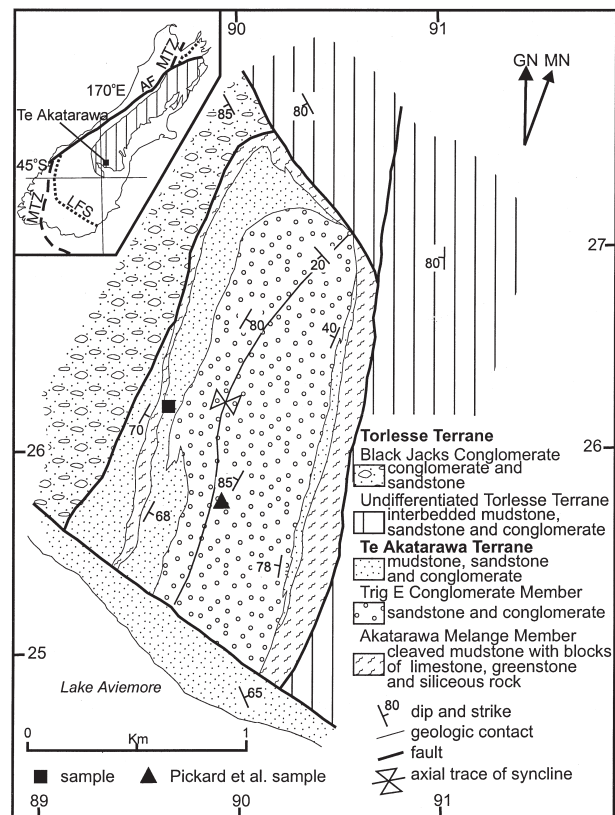 90
91
GN MN
MTZ
AF
170°E
Te Akatarawa
45°S
LFS
MTZ
85
80
27
20
80
80
40
70
26
26
85
68
78
25
65
Torlesse Terrane
Black Jacks Conglomerate
conglomerate and
sandstone
Undifferentiated Torlesse Terrane
interbedded mudstone,
sandstone and conglomerate
Te Akatarawa Terrane
mudstone, sandstone
and conglomerate
Trig E Conglomerate Member
sandstone and conglomerate
Akatarawa Melange Member
cleaved mudstone with blocks
of limestone, greenstone
and siliceous rock
80 dip and strike
geologic contact
fault
axial trace of syncline
Lake Aviemore
0 Km 1
sample Pickard et al. sample
89 90 91